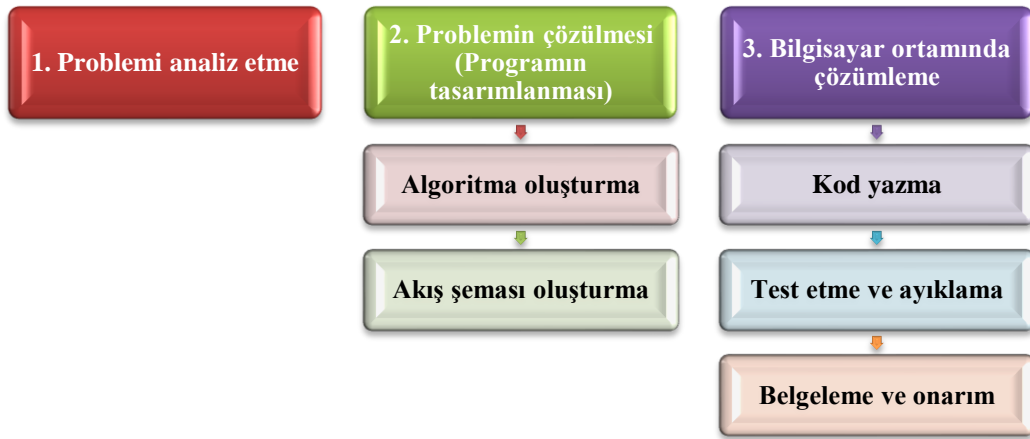 1. Problemi analiz etme
2. Problemin çözülmesi
(Programın
tasarımlanması)
Algoritma oluşturma
Akış şeması oluşturma
3. Bilgisayar ortamında
çözümleme
Kod yazma
Test etme ve ayıklama
Belgeleme ve onarım